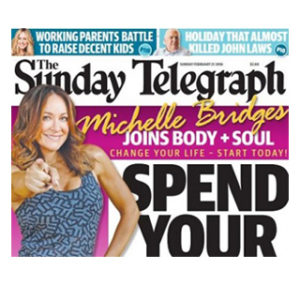 WORKING PARENTS BATTLE
TO RAISE DECENT KIDS
HOLIDAY THAT ALMOST
KILLED JOHN LAWS
The
Sunday Telegraph
Michelle Bridges
JOINS BODY + SOUL
CHANGE YOUR LIFE - START TODAY!
SPEND
YOUR